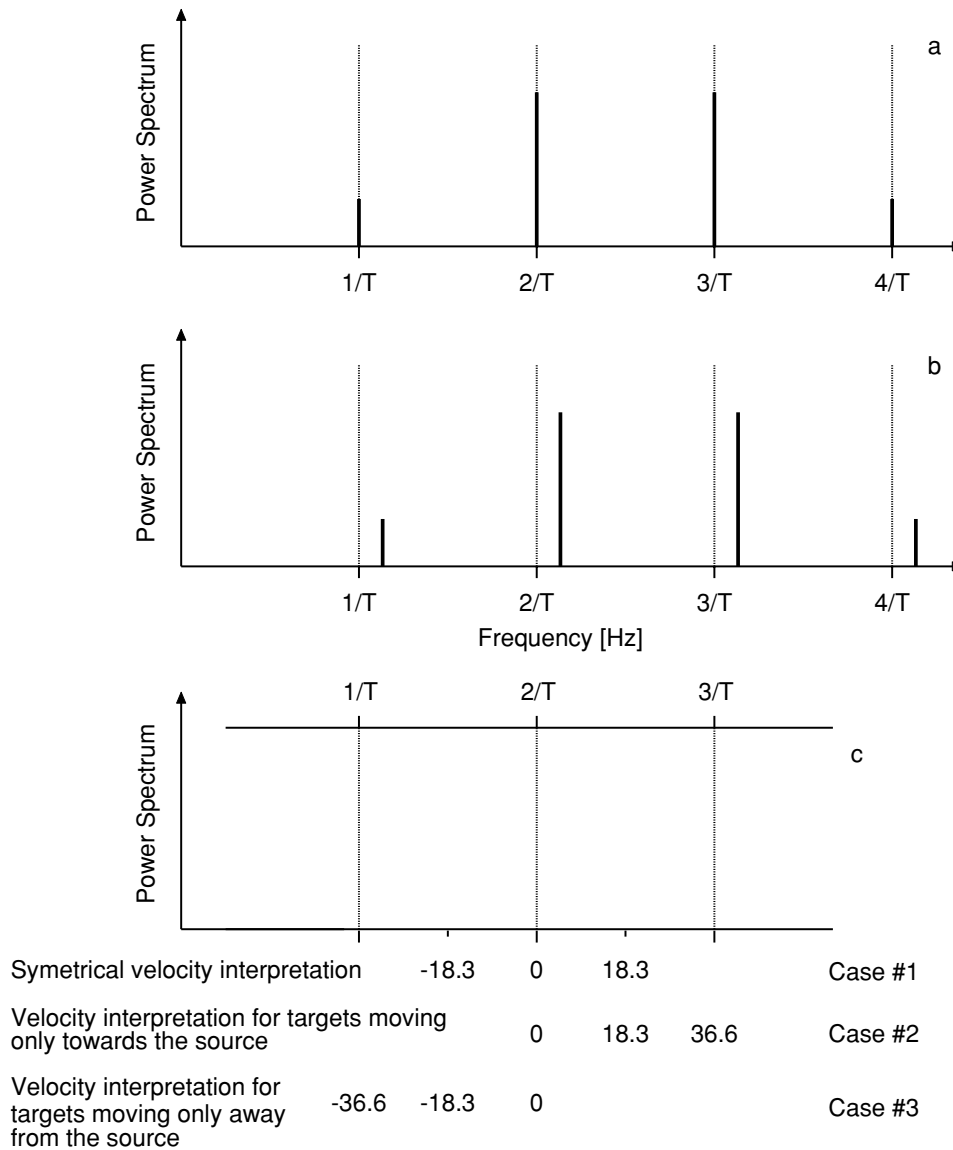 a
Power Spectrum
1/T 2/T 3/T 4/T
b
Power Spectrum
1/T 2/T 3/T 4/T
Frequency [Hz]
1/T 2/T 3/T
c
Power Spectrum
Symetrical velocity interpretation -18.3 0 18.3 Case #1
Velocity interpretation for targets moving
only towards the source 0 18.3 36.6 Case #2
Velocity interpretation for
targets moving only away -36.6 -18.3 0 Case #3
from the source